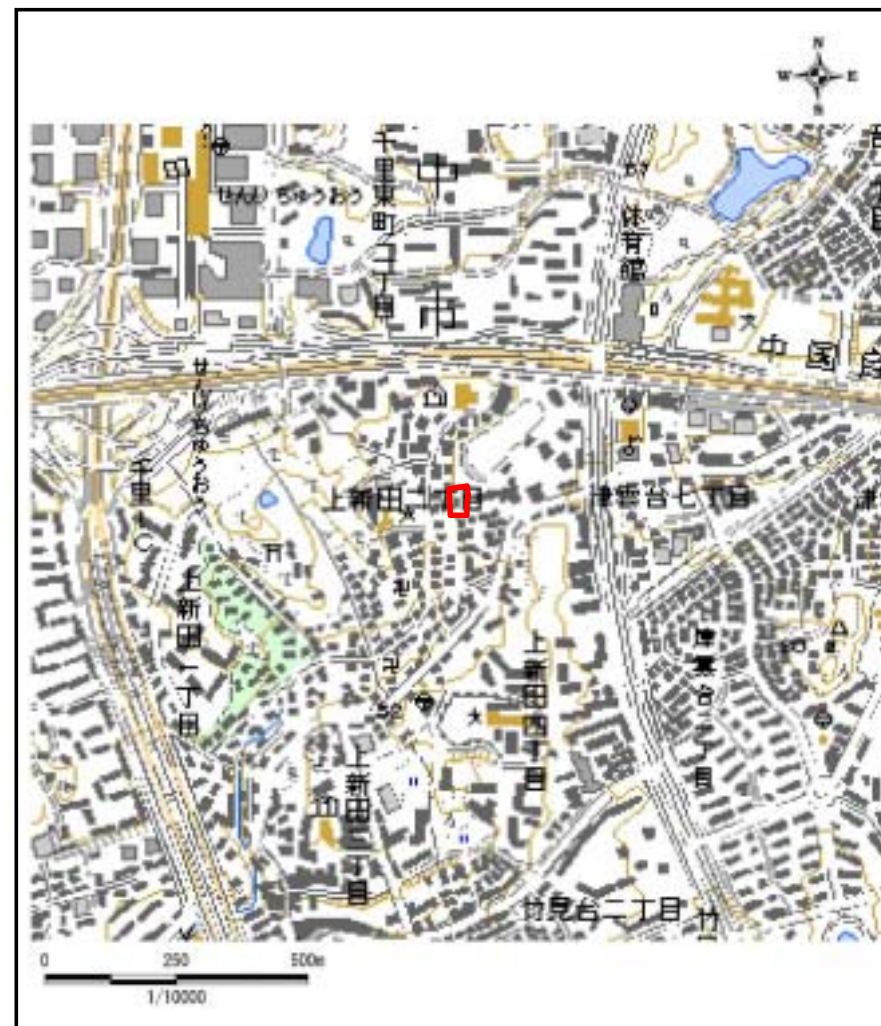 N
W E
S
せんりちゅうおう
千里東町二丁目
中
市
体育館
中国
せんりちゅうおう
千里IC
上新田二丁目
津雲台七丁目
上新田一丁目
52
上新田四丁目
津雲台二丁目
上新田三丁目
竹見台二丁目
竹
0 250 500m
1/10000